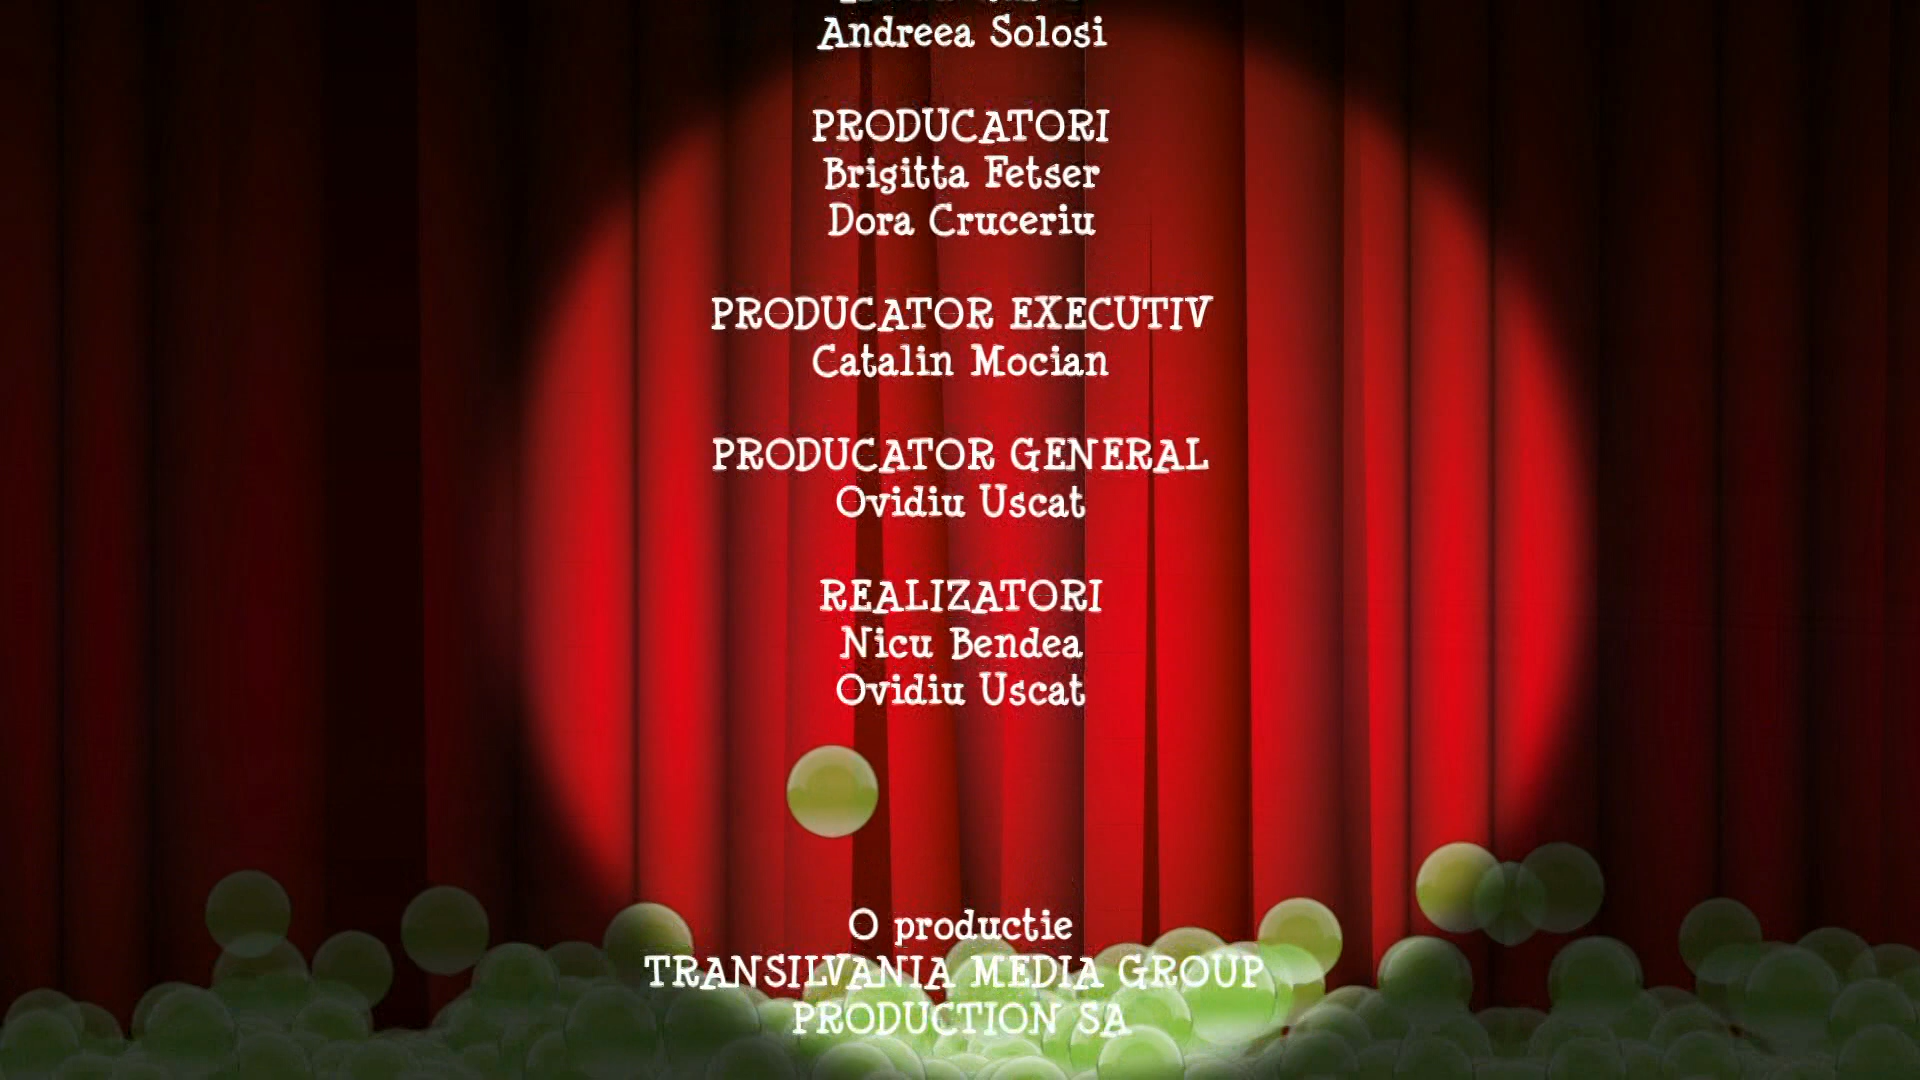 Andreea Solosi
PRODUCATORI
Brigitta Fetser
Dora Cruceriu
PRODUCATOR EXECUTIV
Catalin Mocian
PRODUCATOR GENERAL
Ovidiu Uscat
REALIZATORI
Nicu Bendea
Ovidiu Uscat
O productie
TRANSILVANIA MEDIA GROUP
PRODUCTION SA